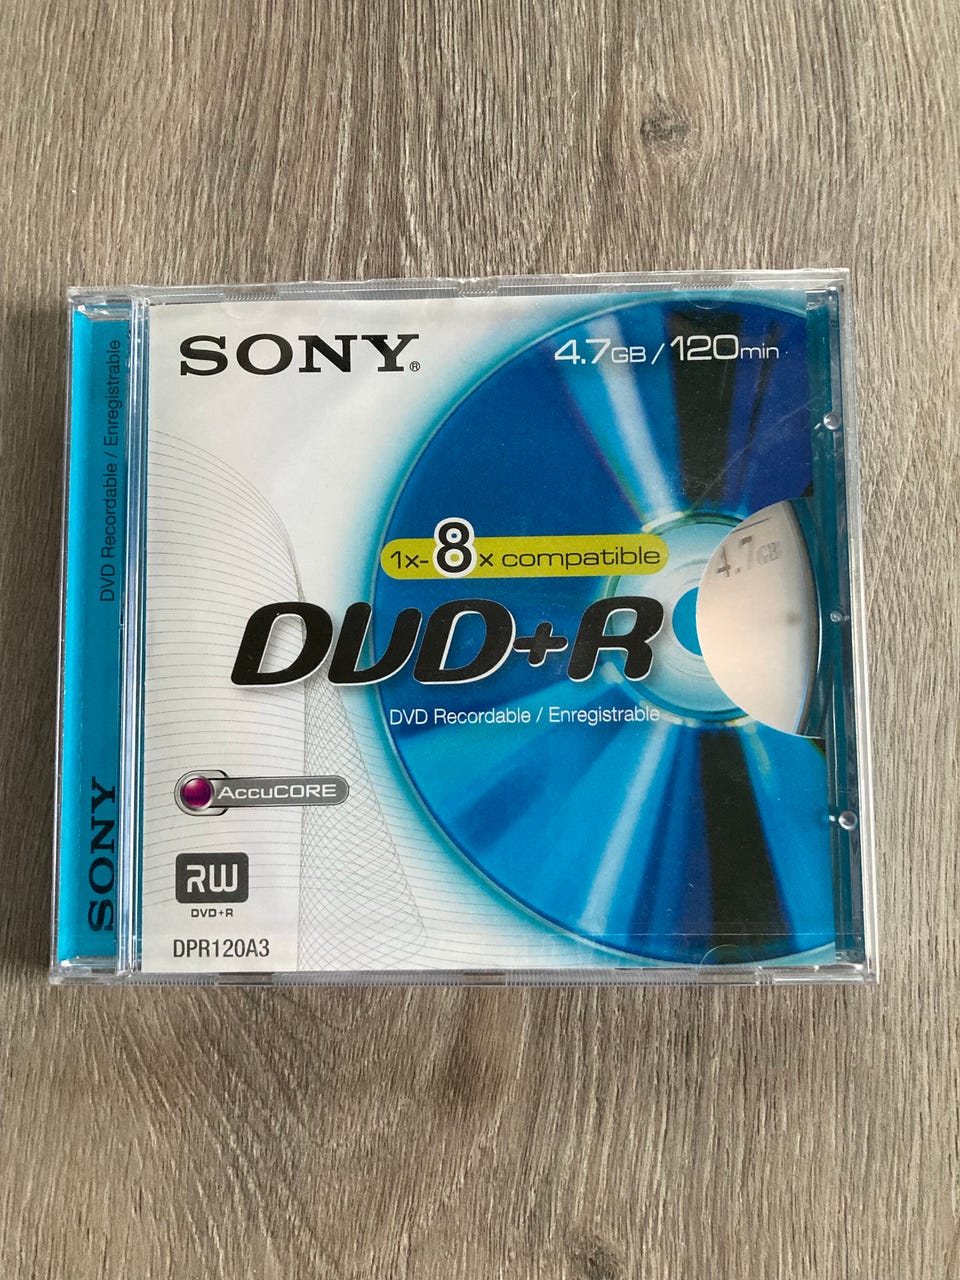 SONY®
4.7GB/120min
DVD Recordable / Enregistrable
SONY
4.7GB
1x-8x compatible
DVD+R
DVD Recordable / Enregistrable
AccuCORE
RW
DVD+R
DPR120A3